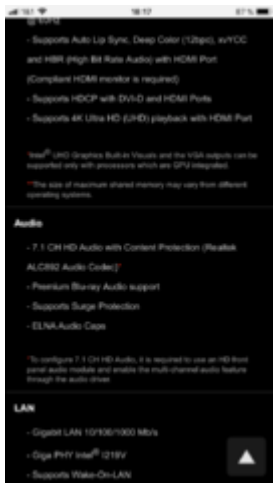 18:17
87 %
- Supports Auto Lip Sync, Deep Color (12bpc), xvYCC
and HBR (High Bit Rate Audio) with HDMI Port
(Compliant HDMI monitor is required)
- Supports HDCP with DVI-D and HDMI Ports
- Supports 4K Ultra HD (UHD) playback with HDMI Port
*Intel® UHD Graphics Built-in Visuals and the VGA outputs can be
supported only with processors which are GPU integrated.
**The size of maximum shared memory may vary from different
operating systems.
Audio
- 7.1 CH HD Audio with Content Protection (Realtek
ALC892 Audio Codec)*
- Premium Blu-ray Audio support
- Supports Surge Protection
- ELNA Audio Caps
*To configure 7.1 CH HD Audio, it is required to use an HD front
panel audio module and enable the multi-channel audio feature
through the audio driver.
LAN
- Gigabit LAN 10/100/1000 Mb/s
- Giga PHY Intel® I219V
- Supports Wake-On-LAN